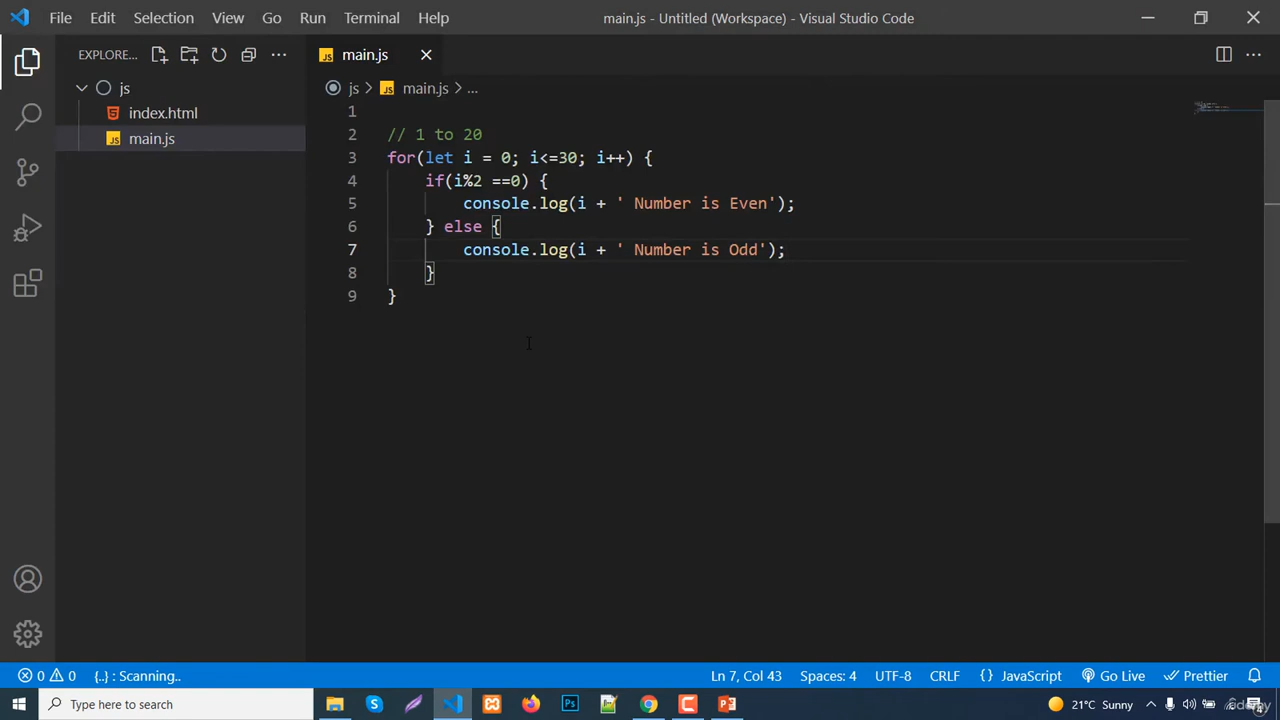 File Edit Selection View Go Run Terminal Help main.js - Untitled (Workspace) - Visual Studio Code
EXPLORE... main.js
js main.js ...
js
index.html
main.js
1
2 // 1 to 20
3 for(let i = 0; i<=30; i++) {
4 if(i%2 ==0) {
5 console.log(i + ' Number is Even');
6 } else {
7 console.log(i + ' Number is Odd');
8 }
9 }
0 0 {..} : Scanning.. Ln 7, Col 43 Spaces: 4 UTF-8 CRLF {} JavaScript Go Live Prettier
Type here to search 21°C Sunny Udemy